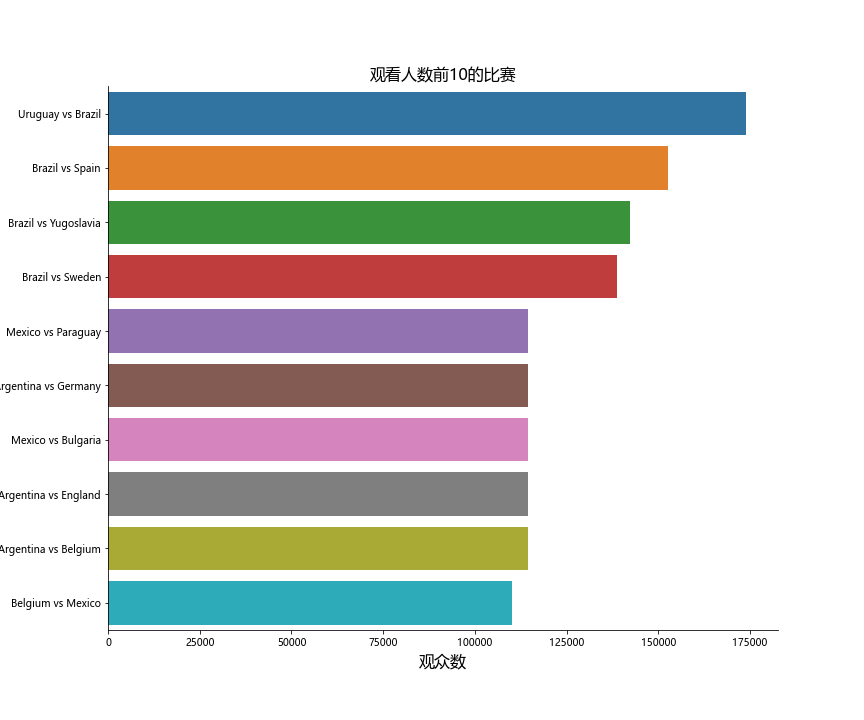 观看人数前10的比赛
Uruguay vs Brazil
Brazil vs Spain
Brazil vs Yugoslavia
Brazil vs Sweden
Mexico vs Paraguay
rgentina vs Germany
Mexico vs Bulgaria
Argentina vs England
Argentina vs Belgium
Belgium vs Mexico
0 25000 50000 75000 100000 125000 150000 175000
观众数